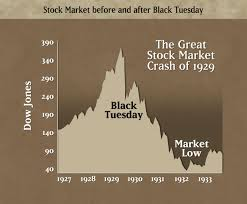 Stock Market before and after Black Tuesday
The Great
Stock Market
Crash of 1929
Dow Jones
390
340
290
240
190
140
90
40
Black
Tuesday
Market
Low
1927 1928 1929 1930 1931 1932 1933